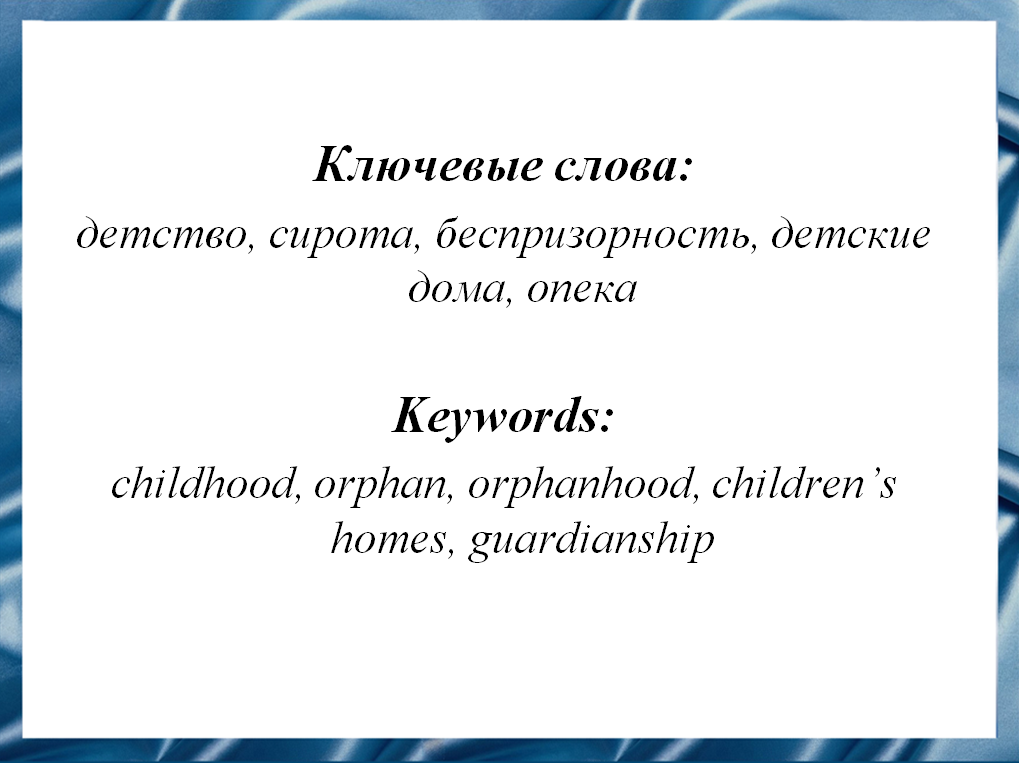 Ключевые слова:
детство, сирота, беспризорность, детские
дома, опека
Keywords:
childhood, orphan, orphanhood, children’s
homes, guardianship